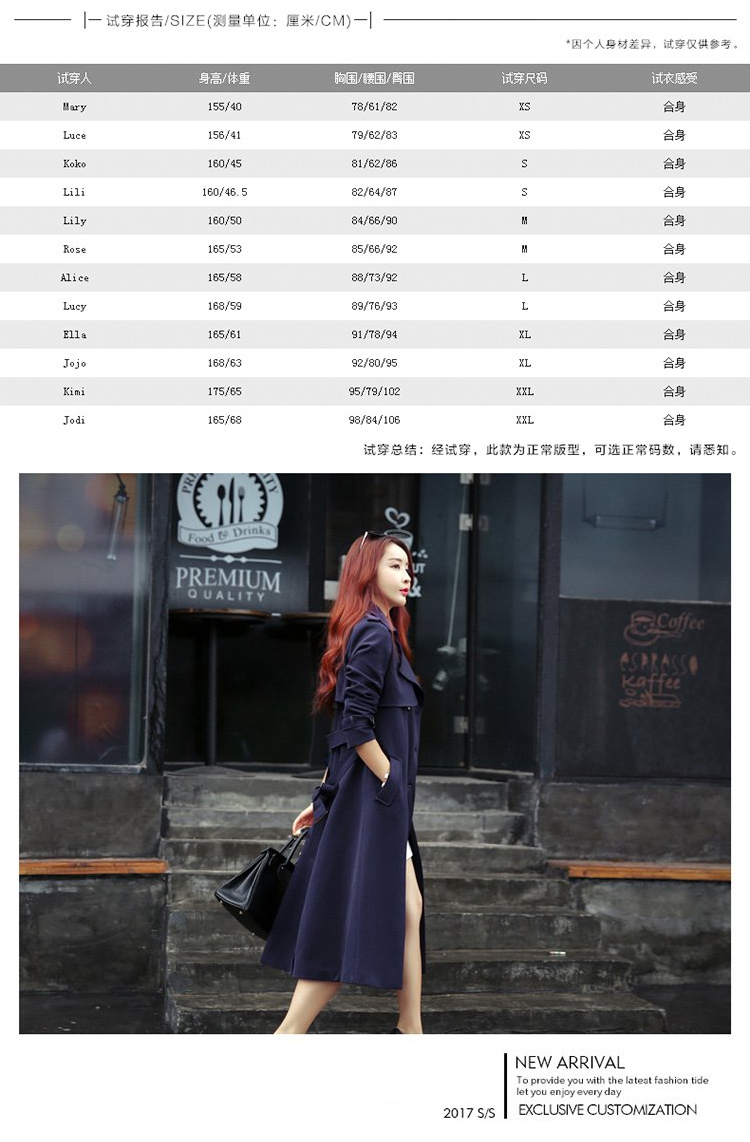 试穿报告/SIZE(测量单位：厘米/CM)
*因个人身材差异，试穿仅供参考。
试穿人 身高/体重 胸围/腰围/臀围 试穿尺码 试衣感受
Mary 155/40 78/61/82 XS 合身
Luce 156/41 79/62/83 XS 合身
Koko 160/45 81/62/86 S 合身
Lili 160/46.5 82/64/87 S 合身
Lily 160/50 84/66/90 M 合身
Rose 165/53 85/66/92 M 合身
Alice 165/58 88/73/92 L 合身
Lucy 168/59 89/76/93 L 合身
Ella 165/61 91/78/94 XL 合身
Jojo 168/63 92/80/95 XL 合身
Kimi 175/65 95/79/102 XXL 合身
Jodi 165/68 98/84/106 XXL 合身
试穿总结：经试穿，此款为正常版型，可选正常码数，请悉知。
Food & Drinks
PREMIUM
QUALITY
&
Coffee
ESPRASSO
Kaffee
NEW ARRIVAL
To provide you with the latest fashion tide
let you enjoy every day
2017 S/S EXCLUSIVE CUSTOMIZATION